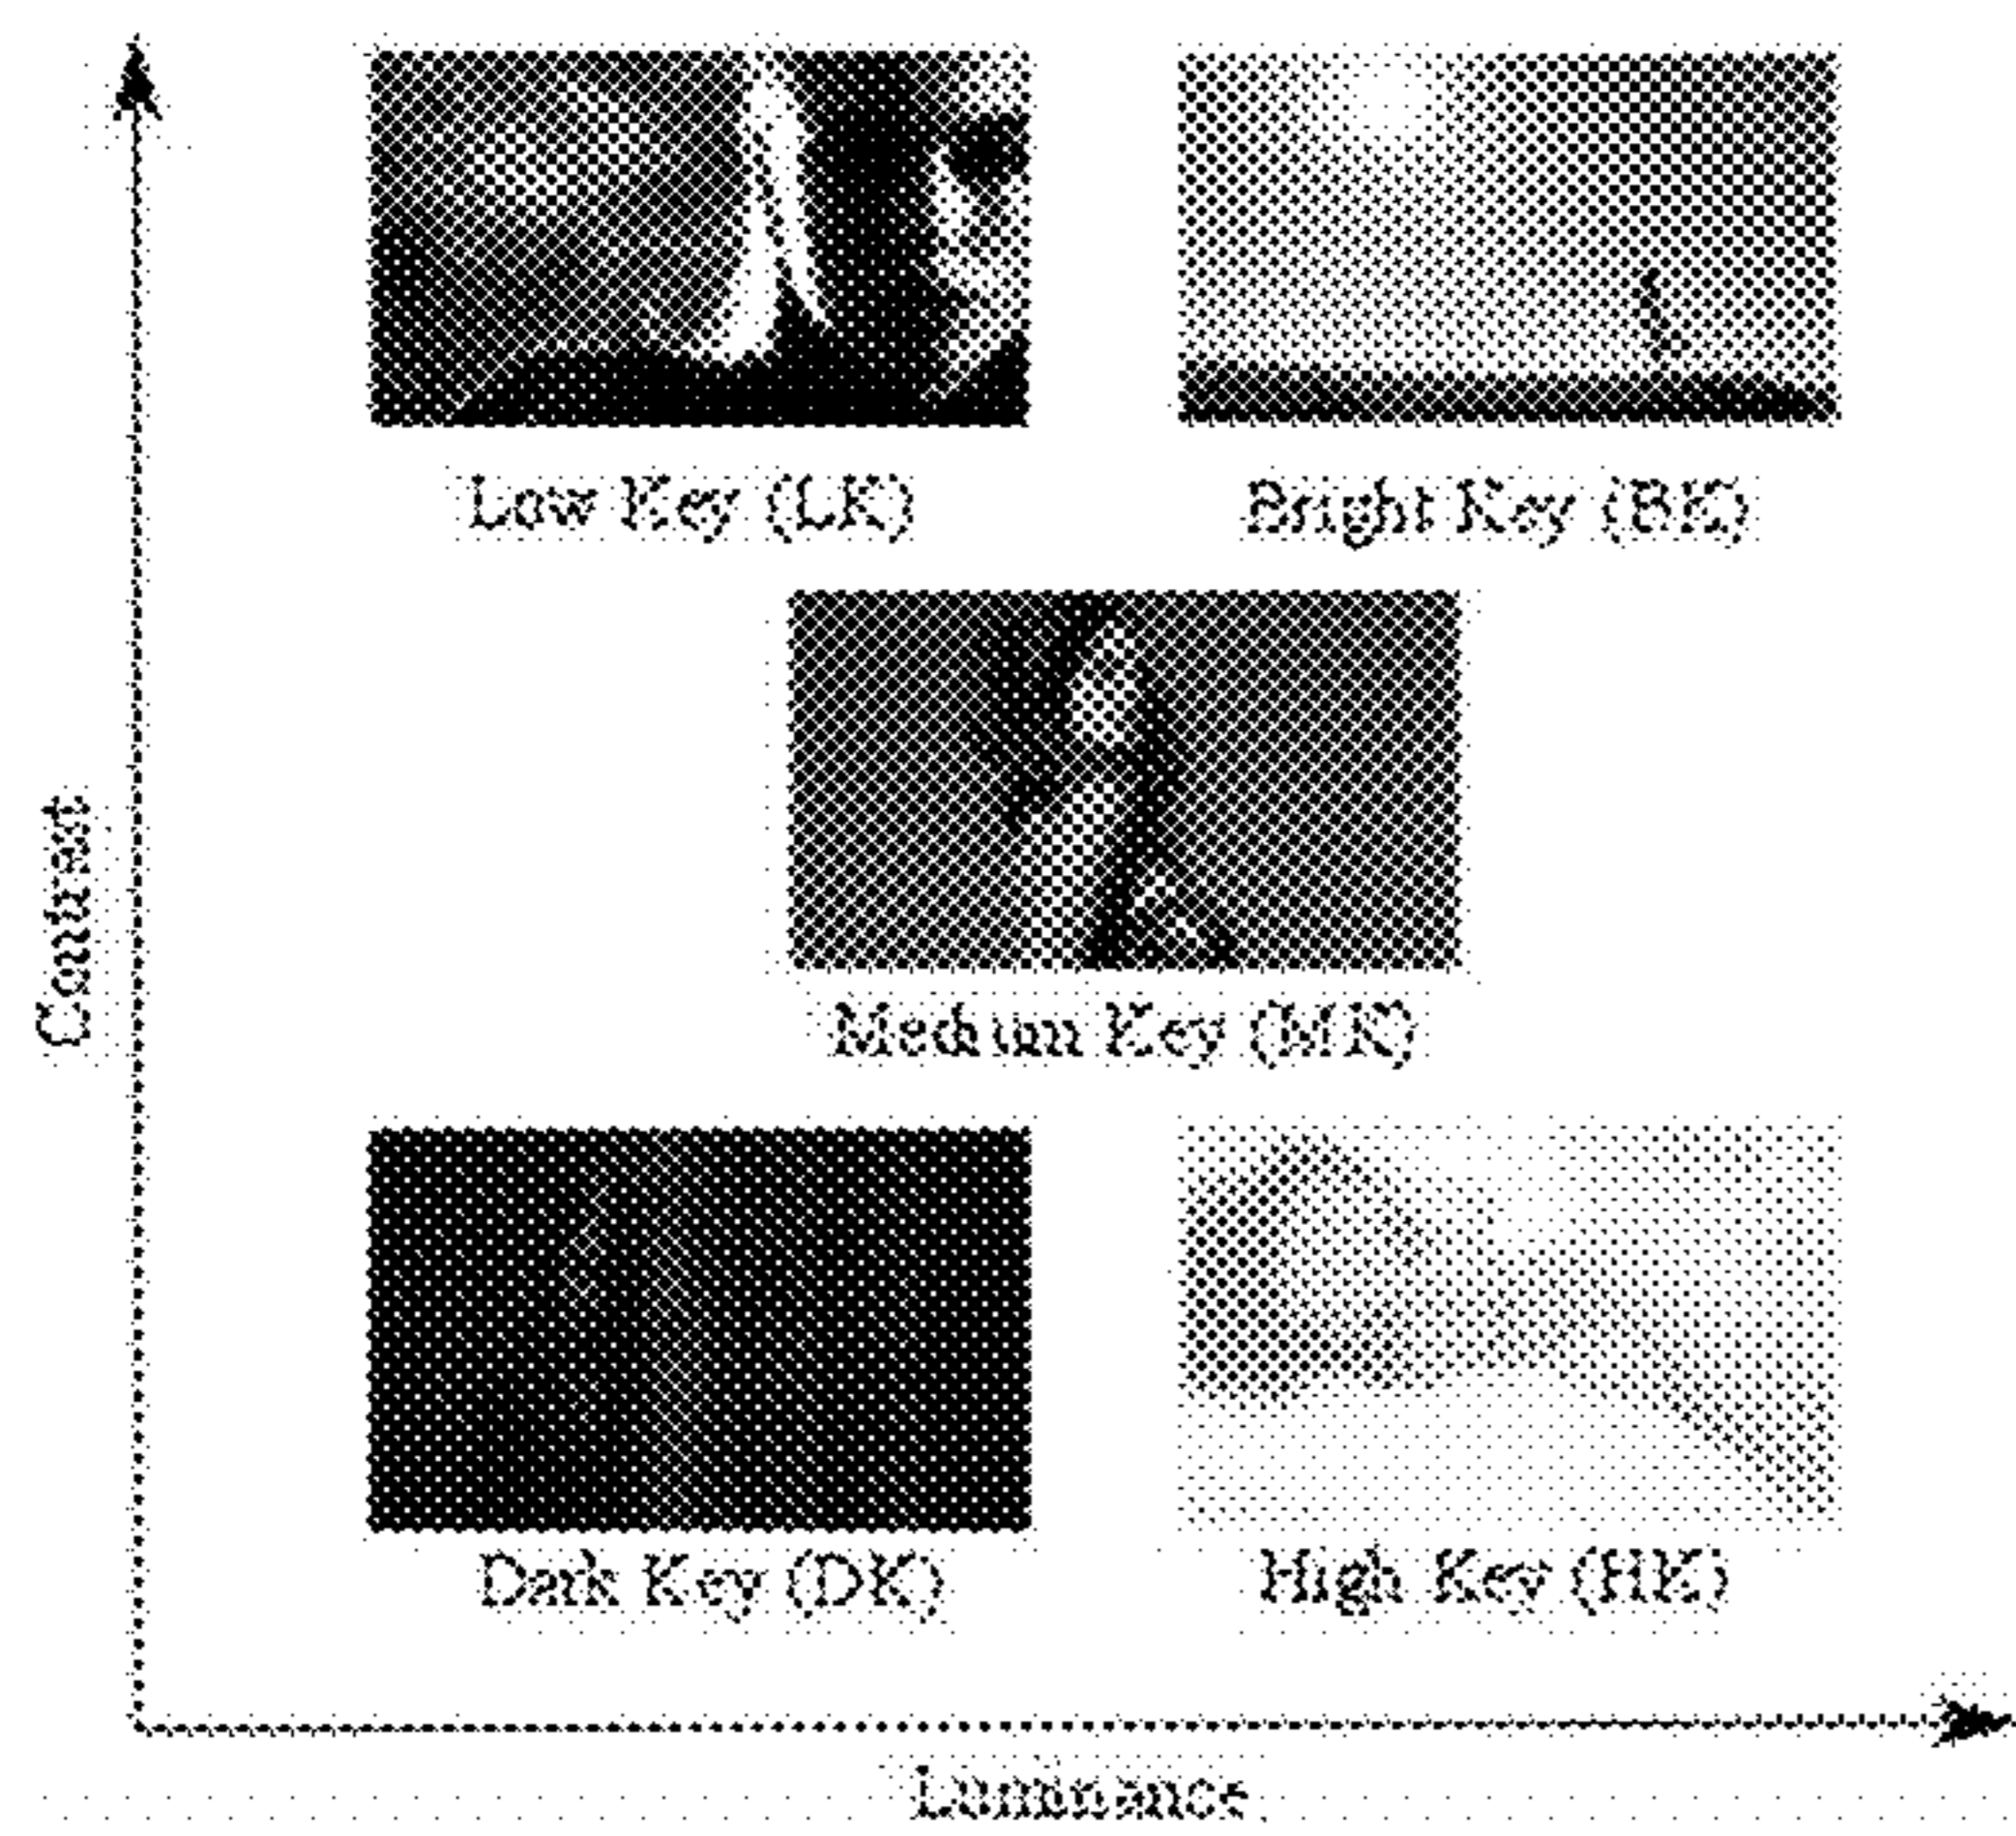 Low Key (LK)
Bright Key (BK)
Contrast
Medium Key (MK)
Dark Key (DK)
High Key (HK)
Luminance